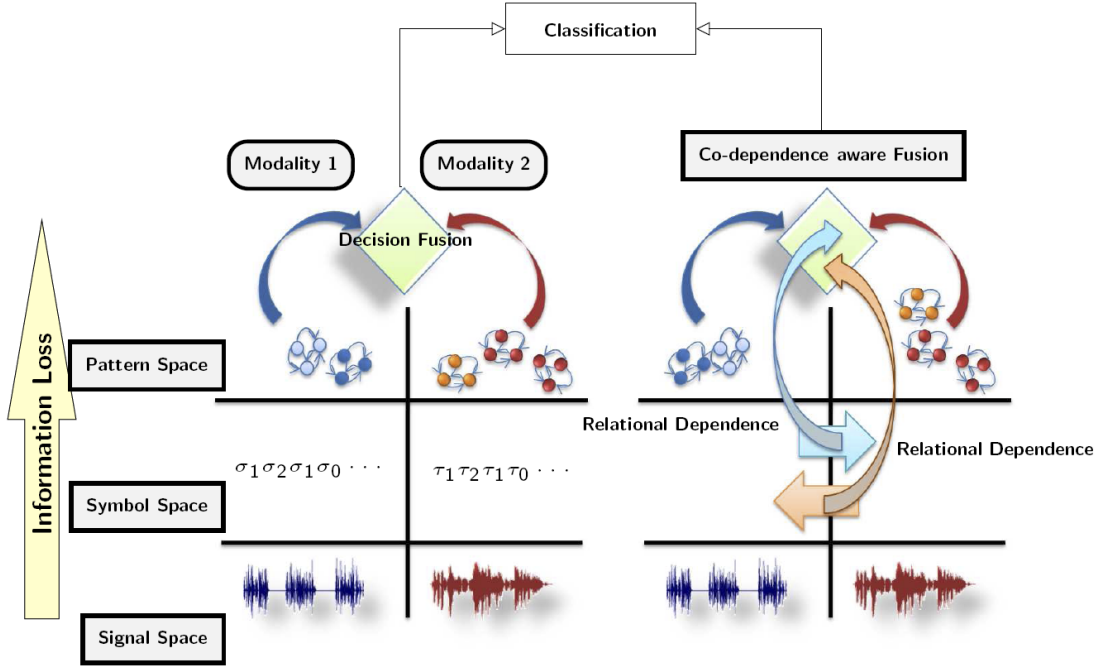 Classification
Modality 1
Modality 2
Co-dependence aware Fusion
Decision Fusion
Information Loss
Pattern Space
Relational Dependence
Relational Dependence
σ₁σ₂σ₁σ₀ · · ·
τ₁τ₂τ₁τ₀ · · ·
Symbol Space
Signal Space